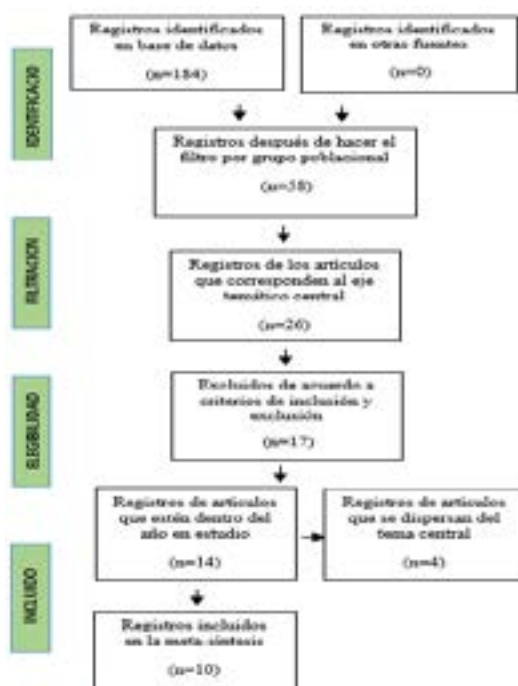 Registros identificados
en base de datos
(n=184)
Registros identificados
en otras fuentes
(n=0)
IDENTIFICACIO
Registros después de hacer el
filtro por grupo poblacional
(n=58)
FILTRACION
Registros de los artículos
que corresponden al eje
temático central
(n=26)
ELEGIBILIDAD
Excluidos de acuerdo a
criterios de inclusión y
exclusión
(n=17)
Registros de artículos
que estén dentro del
año en estudio
(n=14)
Registros de artículos
que se dispersan del
tema central
(n=4)
INCLUIDO
Registros incluidos
en la meta-síntesis
(n=10)